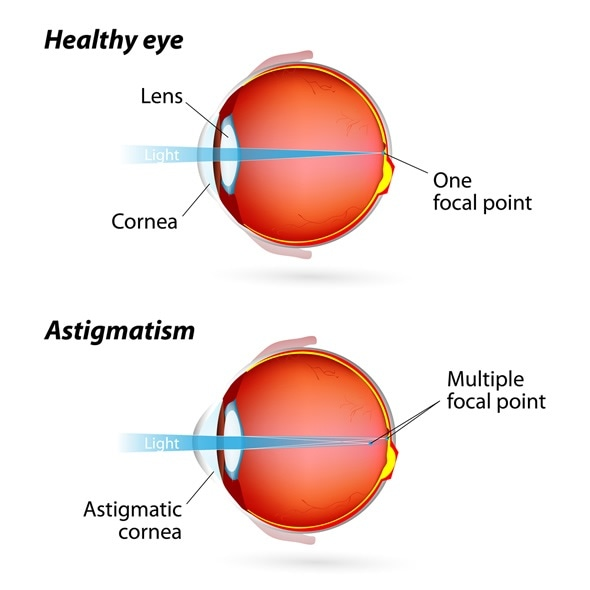 Healthy eye
Lens
Light
Cornea
One
focal point
Astigmatism
Multiple
focal point
Light
Astigmatic
cornea